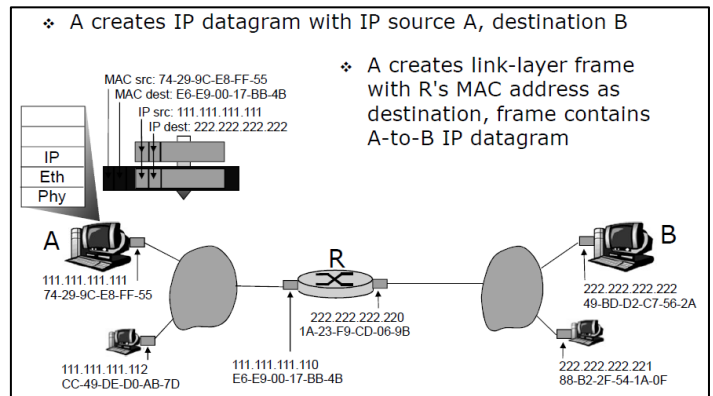 ❖ A creates IP datagram with IP source A, destination B
❖ A creates link-layer frame
with R's MAC address as
destination, frame contains
A-to-B IP datagram
MAC src: 74-29-9C-E8-FF-55
MAC dest: E6-E9-00-17-BB-4B
IP src: 111.111.111.111
IP dest: 222.222.222.222
IP
Eth
Phy
A
111.111.111.111
74-29-9C-E8-FF-55
111.111.111.112
CC-49-DE-D0-AB-7D
R
222.222.222.220
1A-23-F9-CD-06-9B
111.111.111.110
E6-E9-00-17-BB-4B
B
222.222.222.222
49-BD-D2-C7-56-2A
222.222.222.221
88-B2-2F-54-1A-0F